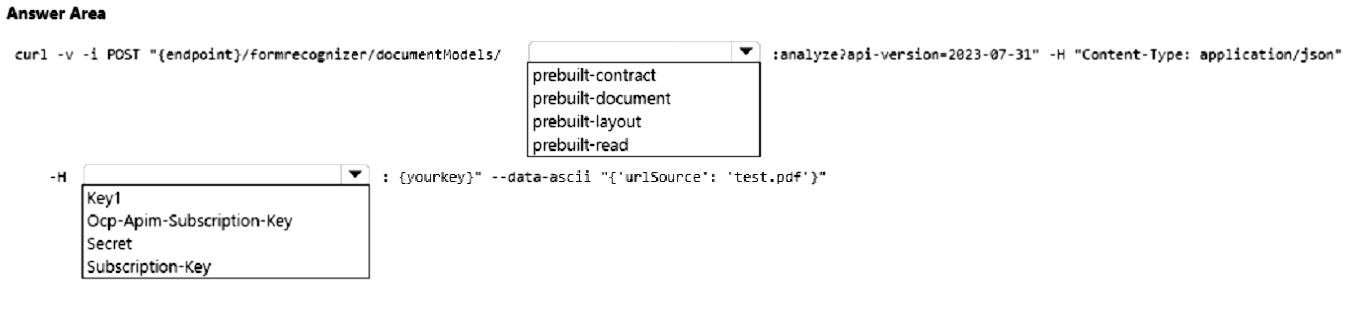 Answer Area
curl -v -i POST "{endpoint}/formrecognizer/documentModels/ :analyze?api-version=2023-07-31" -H "Content-Type: application/json"
prebuilt-contract
prebuilt-document
prebuilt-layout
prebuilt-read
-H : {yourkey}" --data-ascii "{'urlSource': 'test.pdf'}"
Key1
Ocp-Apim-Subscription-Key
Secret
Subscription-Key